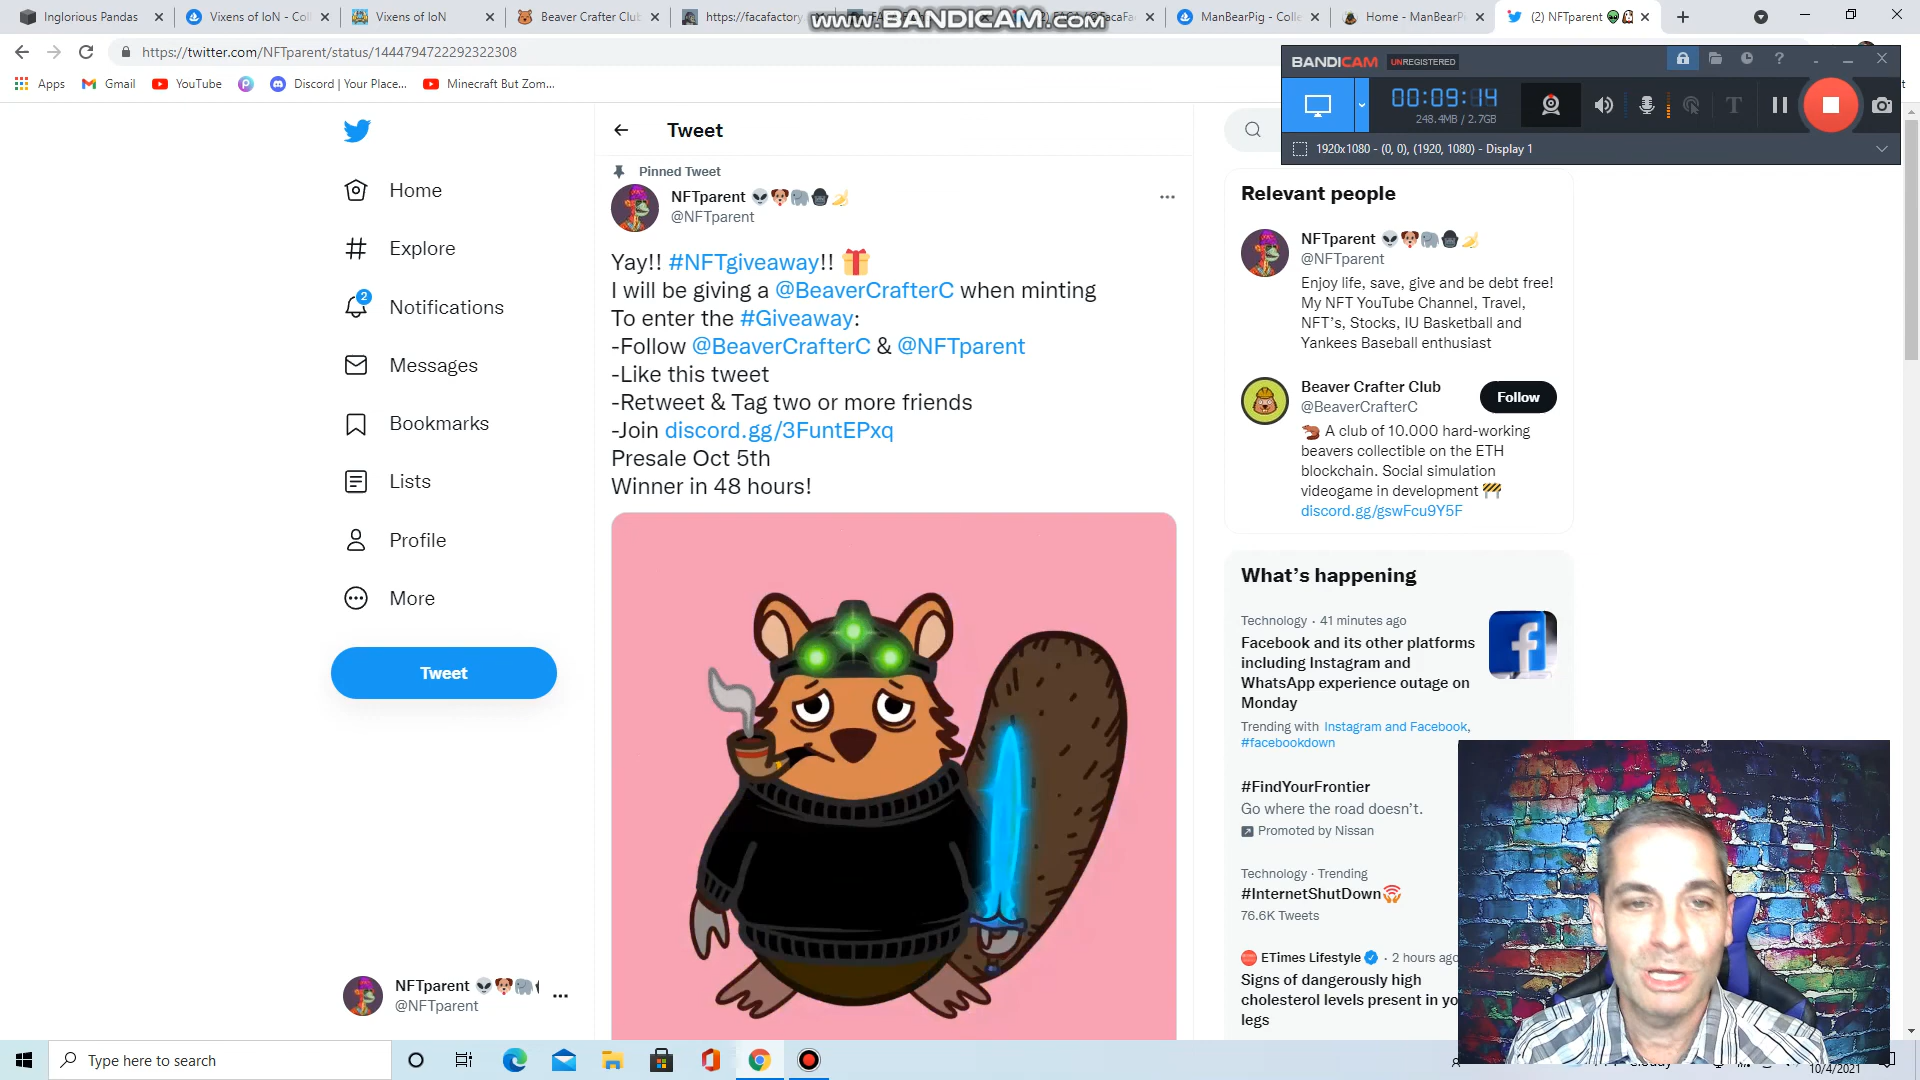 Inglorious Pandas
Vixens of IoN - Coll
Vixens of IoN
Beaver Crafter Club
https://facafactory.
ManBearPig - Colle
Home - ManBearPi
(2) NFTparent
www.BANDICAM.com
https://twitter.com/NFTparent/status/1444794722292322308
Apps
Gmail
YouTube
Discord | Your Place...
Minecraft But Zom...
BANDICAM UNREGISTERED
00:09:14
248.4MB / 2.7GB
1920x1080 - (0, 0), (1920, 1080) - Display 1
Home
Explore
2
Notifications
Messages
Bookmarks
Lists
Profile
More
Tweet
NFTparent
@NFTparent
Tweet
Pinned Tweet
NFTparent
@NFTparent
Yay!! #NFTgiveaway!!
I will be giving a @BeaverCrafterC when minting
To enter the #Giveaway:
-Follow @BeaverCrafterC & @NFTparent
-Like this tweet
-Retweet & Tag two or more friends
-Join discord.gg/3FuntEPxq
Presale Oct 5th
Winner in 48 hours!
Relevant people
NFTparent
@NFTparent
Enjoy life, save, give and be debt free!
My NFT YouTube Channel, Travel,
NFT's, Stocks, IU Basketball and
Yankees Baseball enthusiast
Beaver Crafter Club
@BeaverCrafterC
Follow
A club of 10.000 hard-working
beavers collectible on the ETH
blockchain. Social simulation
videogame in development
discord.gg/gswFcu9Y5F
What's happening
Technology · 41 minutes ago
Facebook and its other platforms
including Instagram and
WhatsApp experience outage on
Monday
Trending with Instagram and Facebook,
#facebookdown
#FindYourFrontier
Go where the road doesn't.
Promoted by Nissan
Technology · Trending
#InternetShutDown
76.6K Tweets
ETimes Lifestyle · 2 hours ago
Signs of dangerously high
cholesterol levels present in yo
legs
Type here to search
10/4/2021